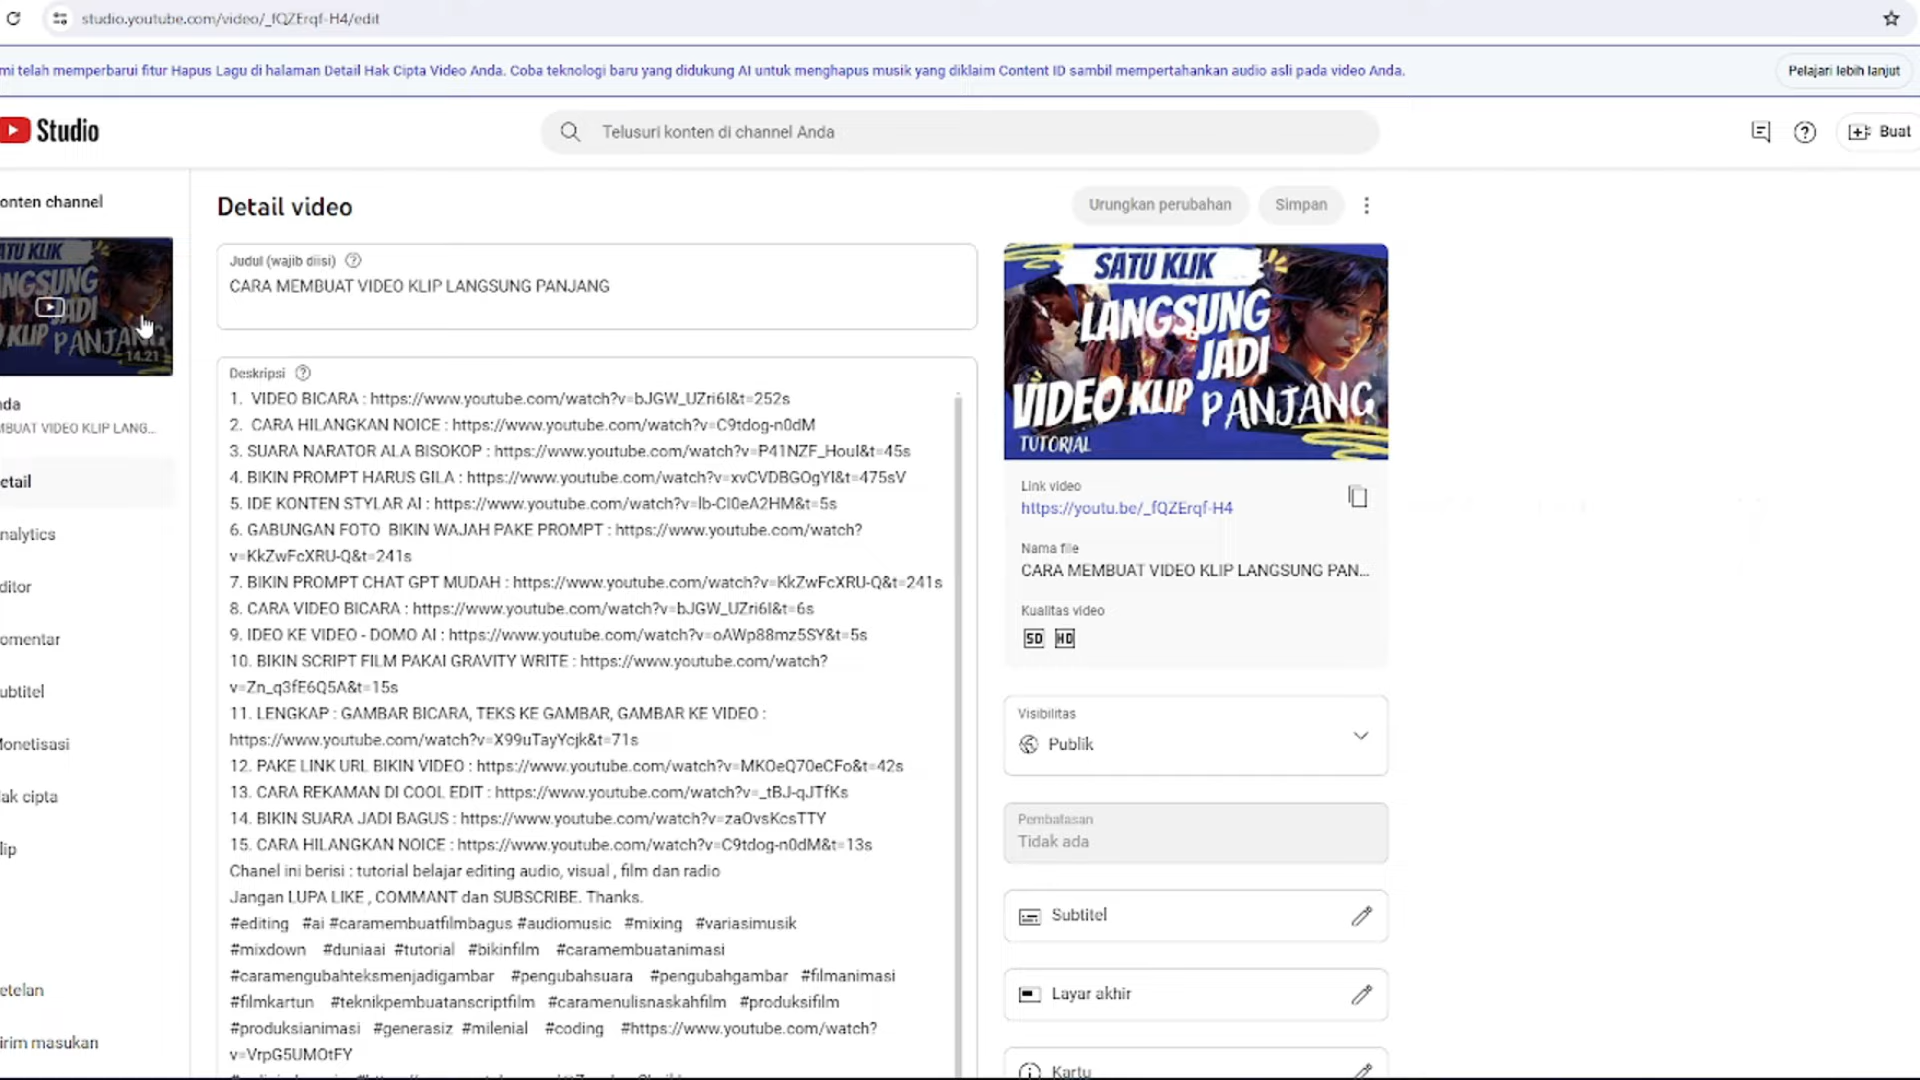 studio.youtube.com/video/_fQZErqf-H4/edit
mi telah memperbarui fitur Hapus Lagu di halaman Detail Hak Cipta Video Anda. Coba teknologi baru yang didukung AI untuk menghapus musik yang diklaim Content ID sambil mempertahankan audio asli pada video Anda.
Pelajari lebih lanjut
Studio
Telusuri konten di channel Anda
Buat
onten channel
ATU KLIK
NGSUNG
JADI
KLIP PANJANG
14.21
nda
MBUAT VIDEO KLIP LANG...
etail
nalytics
ditor
omentar
ubtitel
Monetisasi
ak cipta
lip
etelan
irim masukan
Detail video
Urungkan perubahan
Simpan
Judul (wajib diisi)
CARA MEMBUAT VIDEO KLIP LANGSUNG PANJANG
Deskripsi
1. VIDEO BICARA : https://www.youtube.com/watch?v=bJGW_UZri6I&t=252s
2. CARA HILANGKAN NOICE : https://www.youtube.com/watch?v=C9tdog-n0dM
3. SUARA NARATOR ALA BISOKOP : https://www.youtube.com/watch?v=P41NZF_HouI&t=45s
4. BIKIN PROMPT HARUS GILA : https://www.youtube.com/watch?v=xvCVDBGOgYI&t=475sV
5. IDE KONTEN STYLAR AI : https://www.youtube.com/watch?v=lb-CI0eA2HM&t=5s
6. GABUNGAN FOTO BIKIN WAJAH PAKE PROMPT : https://www.youtube.com/watch?
v=KkZwFcXRU-Q&t=241s
7. BIKIN PROMPT CHAT GPT MUDAH : https://www.youtube.com/watch?v=KkZwFcXRU-Q&t=241s
8. CARA VIDEO BICARA : https://www.youtube.com/watch?v=bJGW_UZri6I&t=6s
9. IDEO KE VIDEO - DOMO AI : https://www.youtube.com/watch?v=oAWp88mz5SY&t=5s
10. BIKIN SCRIPT FILM PAKAI GRAVITY WRITE : https://www.youtube.com/watch?
v=Zn_q3fE6Q5A&t=15s
11. LENGKAP : GAMBAR BICARA, TEKS KE GAMBAR, GAMBAR KE VIDEO :
https://www.youtube.com/watch?v=X99uTayYcjk&t=71s
12. PAKE LINK URL BIKIN VIDEO : https://www.youtube.com/watch?v=MKOeQ70eCFo&t=42s
13. CARA REKAMAN DI COOL EDIT : https://www.youtube.com/watch?v=_tBJ-qJTfKs
14. BIKIN SUARA JADI BAGUS : https://www.youtube.com/watch?v=zaOvsKcsTTY
15. CARA HILANGKAN NOICE : https://www.youtube.com/watch?v=C9tdog-n0dM&t=13s
Chanel ini berisi : tutorial belajar editing audio, visual , film dan radio
Jangan LUPA LIKE , COMMANT dan SUBSCRIBE. Thanks.
#editing #ai #caramembuatfilmbagus #audiomusic #mixing #variasimusik
#mixdown #duniaai #tutorial #bikinfilm #caramembuatanimasi
#caramengubahteksmenjadigambar #pengubahsuara #pengubahgambar #filmanimasi
#filmkartun #teknikpembuatanscriptfilm #caramenulisnaskahfilm #produksifilm
#produksianimasi #generasiz #milenial #coding #https://www.youtube.com/watch?
v=VrpG5UMOtFY
SATU KLIK
LANGSUNG
JADI
VIDEO KLIP PANJANG
TUTORIAL
Link video
https://youtu.be/_fQZErqf-H4
Nama file
CARA MEMBUAT VIDEO KLIP LANGSUNG PAN...
Kualitas video
SD HD
Visibilitas
Publik
Pembatasan
Tidak ada
Subtitel
Layar akhir
Kartu